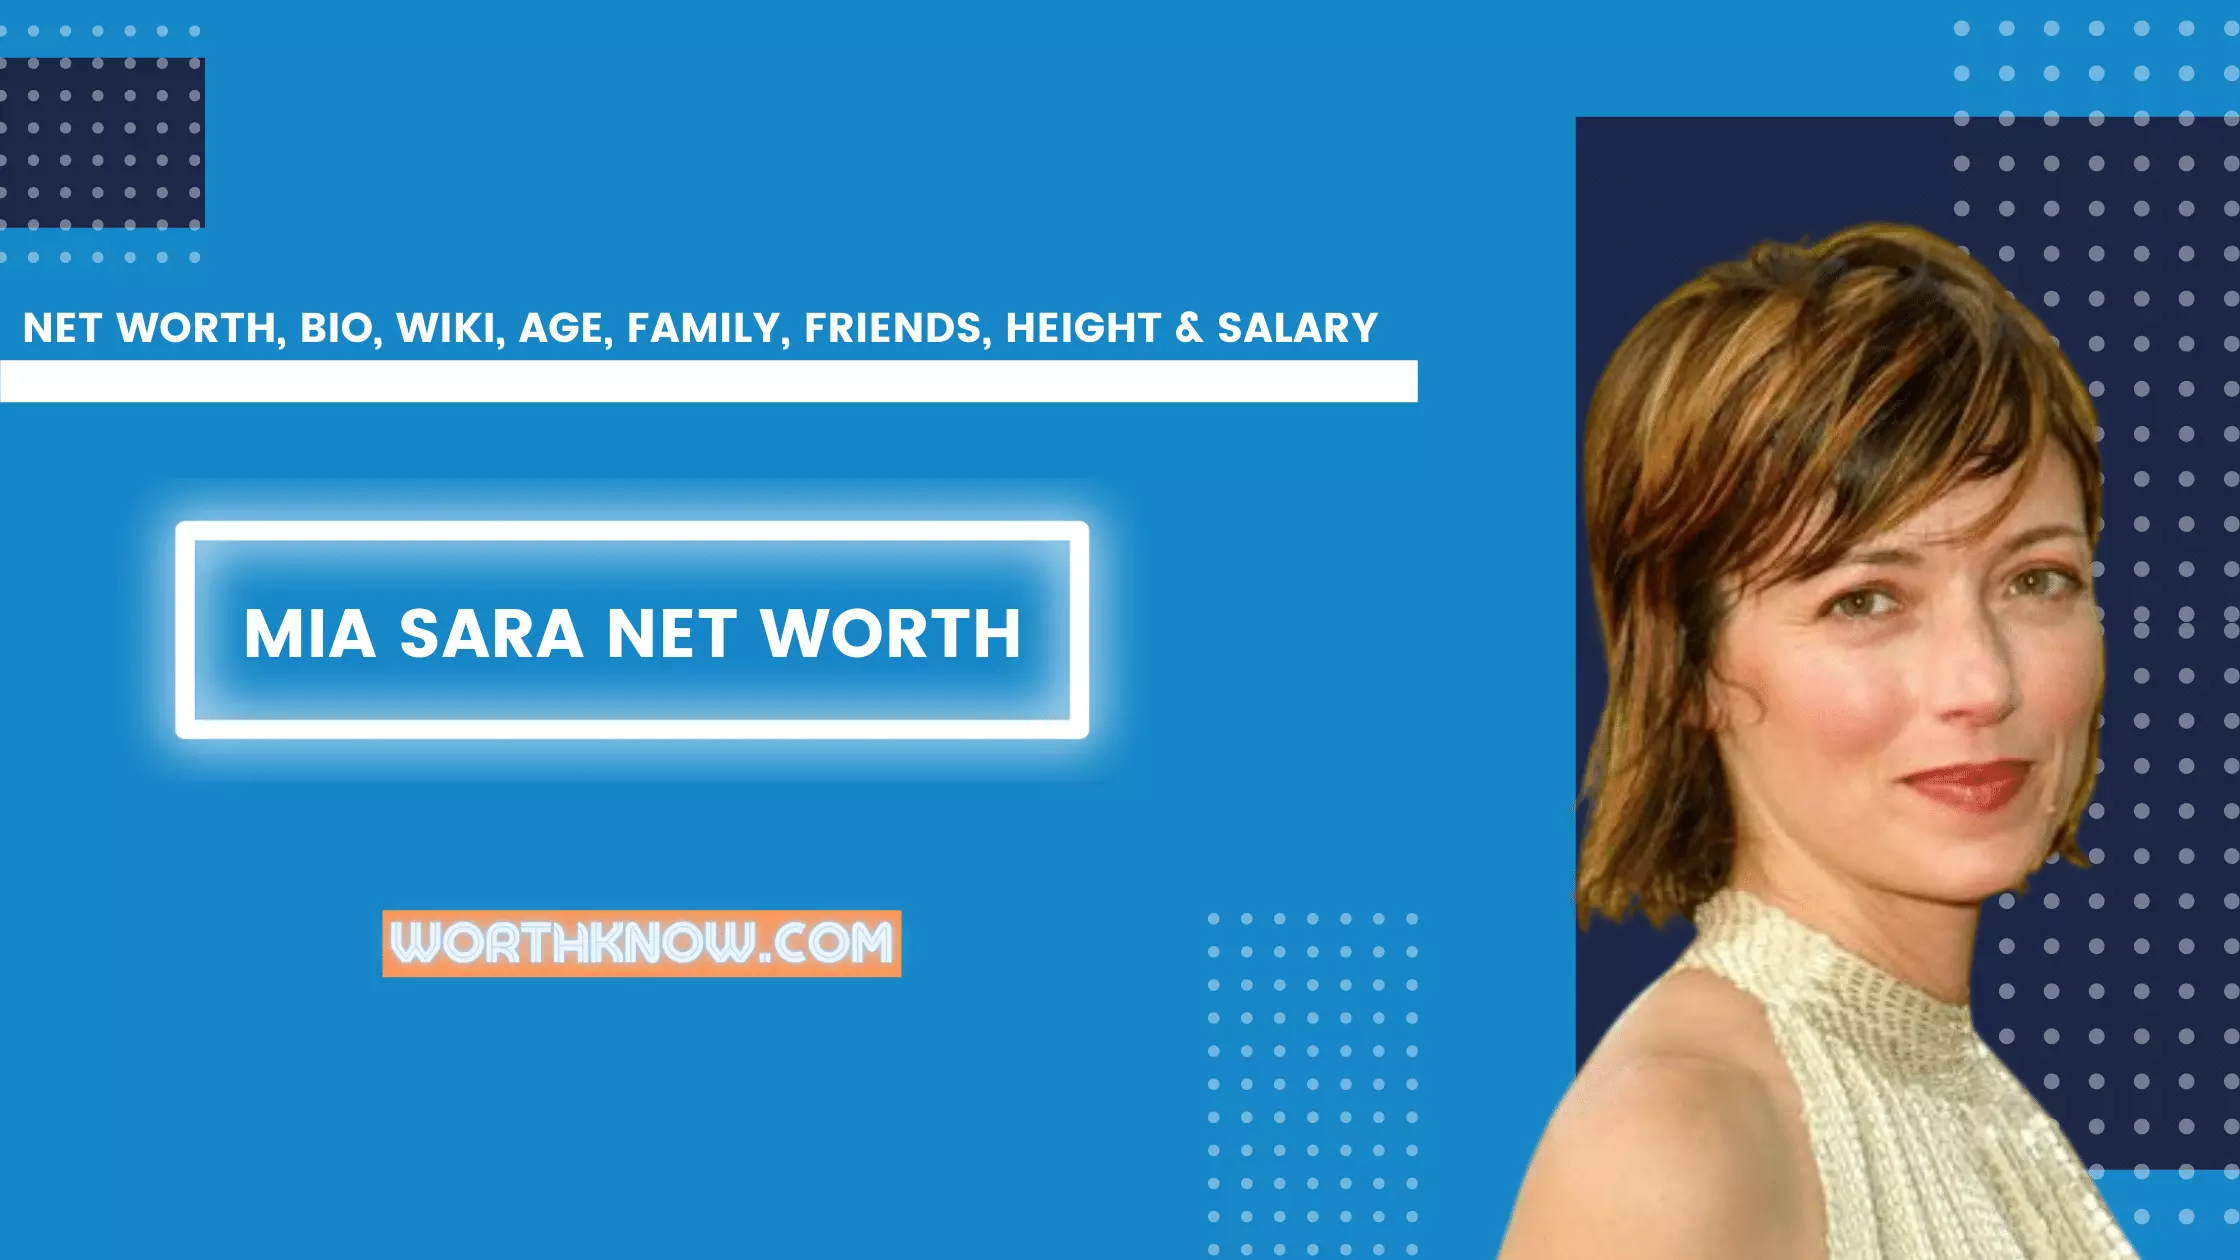 NET WORTH, BIO, WIKI, AGE, FAMILY, FRIENDS, HEIGHT & SALARY
MIA SARA NET WORTH
WORTHKNOW.COM